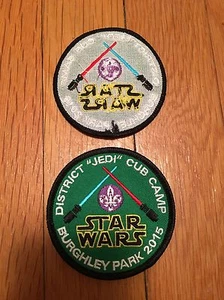 STAR
WARS
DISTRICT "JEDI" CUB CAMP
STAR
WARS
BURGHLEY PARK 2015